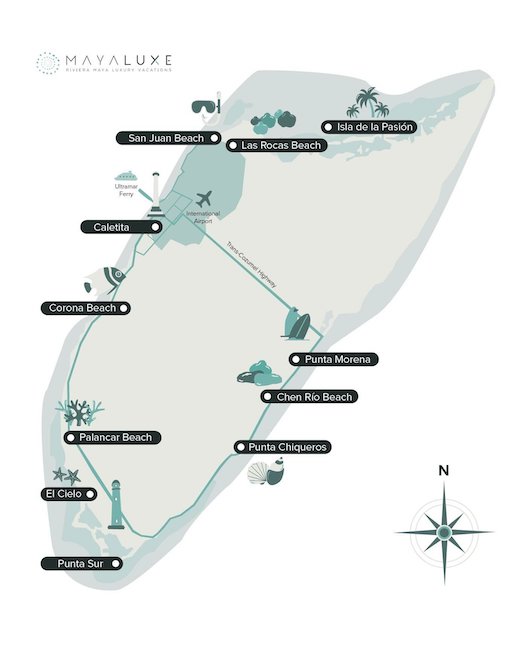 MAYALUXE
RIVIERA MAYA LUXURY VACATIONS
San Juan Beach
Las Rocas Beach
Isla de la Pasión
Ultramar
Ferry
International
Airport
Caletita
Trans-Cozumel Highway
Corona Beach
Punta Morena
Chen Río Beach
Palancar Beach
Punta Chiqueros
El Cielo
Punta Sur
N